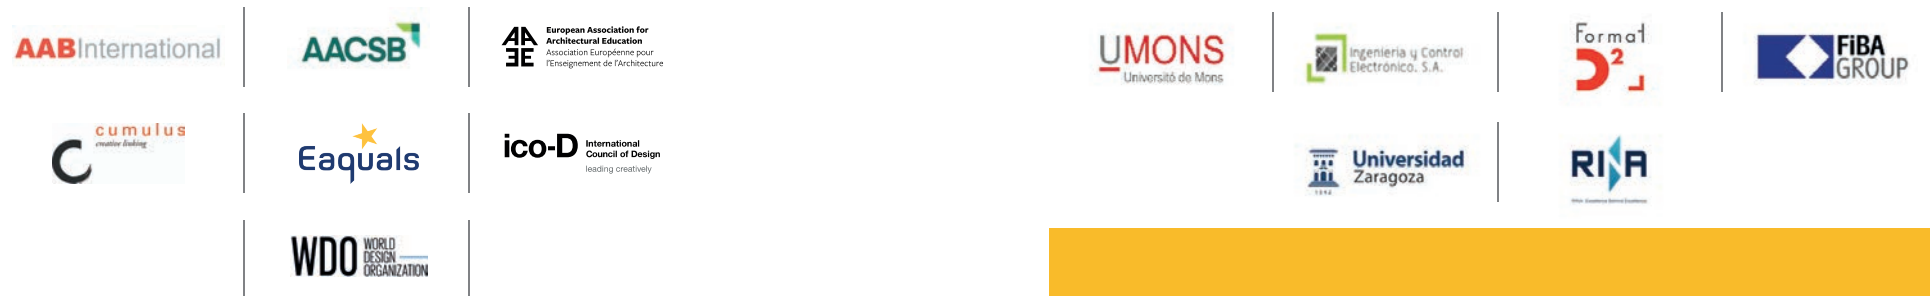 AABInternational
AACSB
European Association for
Architectural Education
Association Européenne pour
l'Enseignement de l'Architecture
cumulus
creative linking
Eaquals
ico-D
International
Council of Design
leading creatively
WDO
WORLD
DESIGN
ORGANIZATION
UMONS
Université de Mons
Ingeniería y Control
Electrónico, S.A.
Format
D²
FiBA
GROUP
Universidad
Zaragoza
1542
RINA